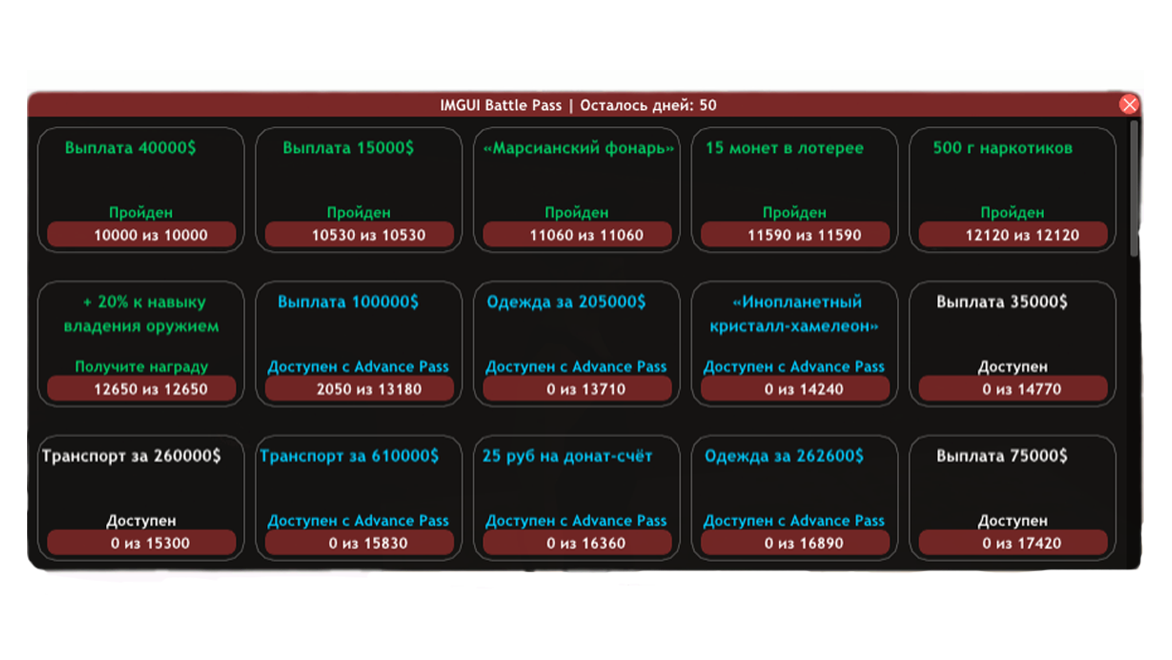 IMGUI Battle Pass | Осталось дней: 50
Выплата 40000$
Пройден
10000 из 10000
Выплата 15000$
Пройден
10530 из 10530
«Марсианский фонарь»
Пройден
11060 из 11060
15 монет в лотерее
Пройден
11590 из 11590
500 г наркотиков
Пройден
12120 из 12120
+ 20% к навыку
владения оружием
Получите награду
12650 из 12650
Выплата 100000$
Доступен с Advance Pass
2050 из 13180
Одежда за 205000$
Доступен с Advance Pass
0 из 13710
«Инопланетный
кристалл-хамелеон»
Доступен с Advance Pass
0 из 14240
Выплата 35000$
Доступен
0 из 14770
Транспорт за 260000$
Доступен
0 из 15300
Транспорт за 610000$
Доступен с Advance Pass
0 из 15830
25 руб на донат-счёт
Доступен с Advance Pass
0 из 16360
Одежда за 262600$
Доступен с Advance Pass
0 из 16890
Выплата 75000$
Доступен
0 из 17420